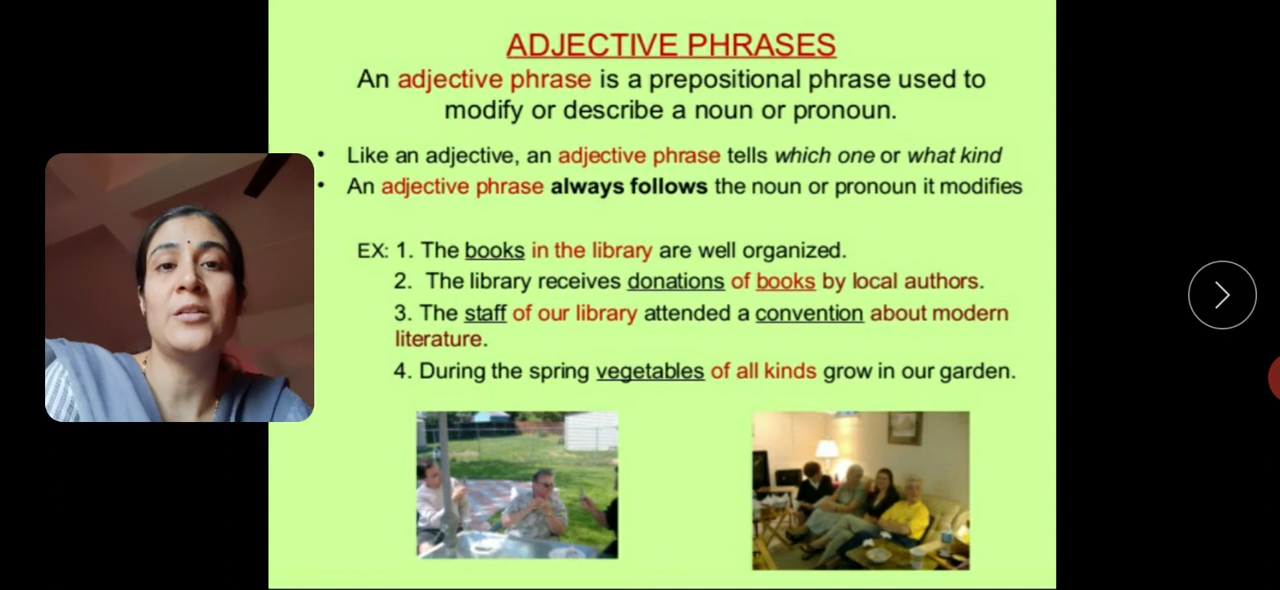 ADJECTIVE PHRASES
An adjective phrase is a prepositional phrase used to
modify or describe a noun or pronoun.
• Like an adjective, an adjective phrase tells which one or what kind
• An adjective phrase always follows the noun or pronoun it modifies
EX: 1. The books in the library are well organized.
2. The library receives donations of books by local authors.
3. The staff of our library attended a convention about modern
literature.
4. During the spring vegetables of all kinds grow in our garden.